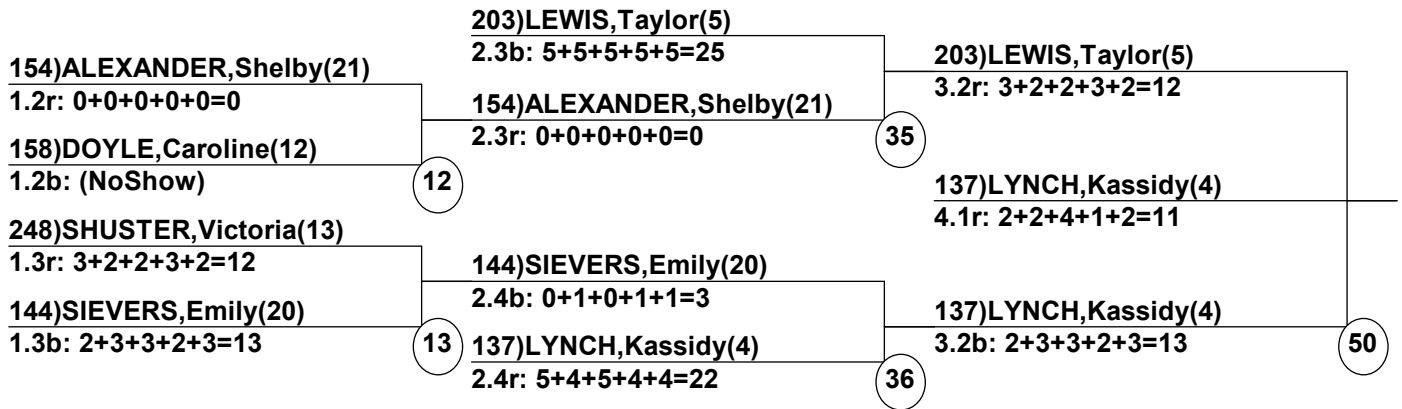 154)ALEXANDER,Shelby(21)
1.2r: 0+0+0+0+0=0
158)DOYLE,Caroline(12)
1.2b: (NoShow)
12
248)SHUSTER,Victoria(13)
1.3r: 3+2+2+3+2=12
144)SIEVERS,Emily(20)
1.3b: 2+3+3+2+3=13
13
203)LEWIS,Taylor(5)
2.3b: 5+5+5+5+5=25
154)ALEXANDER,Shelby(21)
2.3r: 0+0+0+0+0=0
35
144)SIEVERS,Emily(20)
2.4b: 0+1+0+1+1=3
137)LYNCH,Kassidy(4)
2.4r: 5+4+5+4+4=22
36
203)LEWIS,Taylor(5)
3.2r: 3+2+2+3+2=12
137)LYNCH,Kassidy(4)
4.1r: 2+2+4+1+2=11
137)LYNCH,Kassidy(4)
3.2b: 2+3+3+2+3=13
50